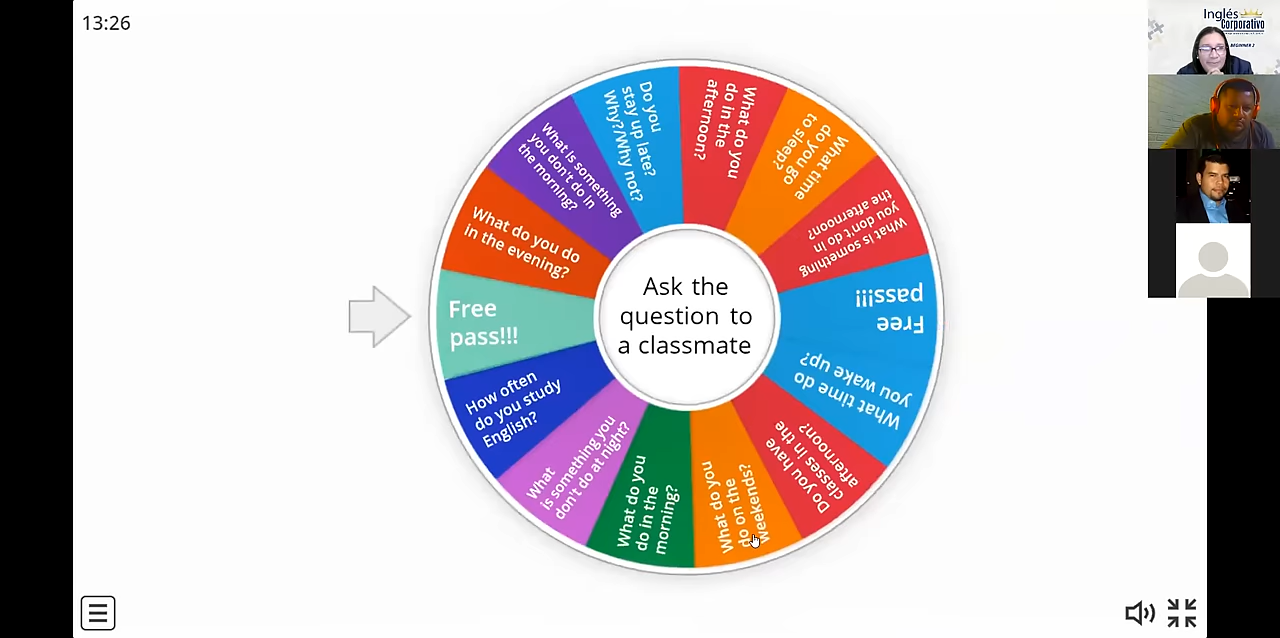 13:26
Inglés
Corporativo
BEGINNER 2
Ask the
question to
a classmate
Free
pass!!!
What do you do
in the evening?
What is something
you don't do in
the morning?
Do you
stay up late?
Why?/Why not?
What do you
do in the
afternoon?
What time
do you go
to sleep?
What is something
you don't do in
the afternoon?
Free
pass!!!
What time do
you wake up?
Do you have
classes in the
afternoon?
What do you
do on the
weekends?
What do you
do in the
morning?
What
is something you
don't do at night?
How often
do you study
English?